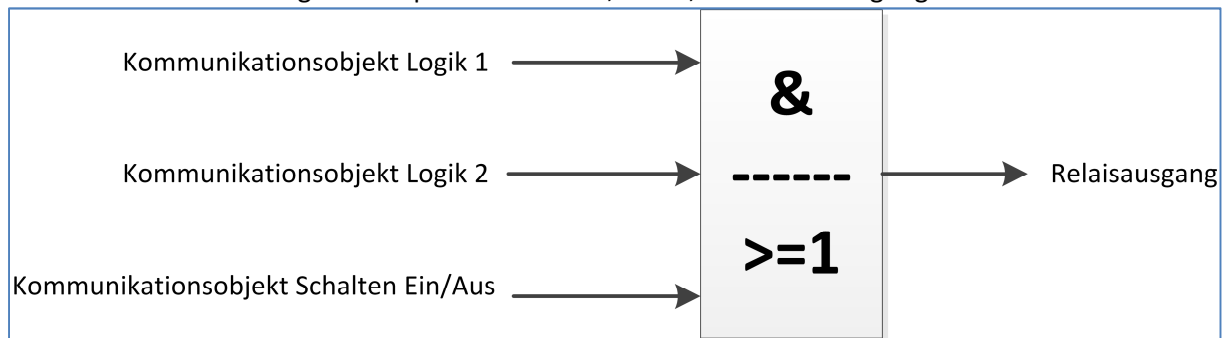 Kommunikationsobjekt Logik 1
&
Kommunikationsobjekt Logik 2
------
Relaisausgang
>=1
Kommunikationsobjekt Schalten Ein/Aus